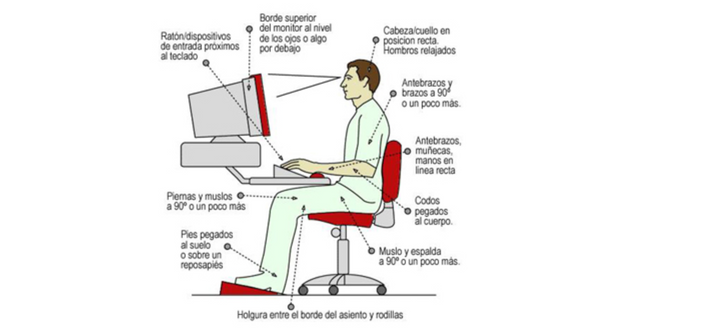 Borde superior
del monitor al nivel
de los ojos o algo
por debajo
Ratón/dispositivos
de entrada próximos
al teclado
Cabeza/cuello en
posicion recta.
Hombros relajados
Antebrazos y
brazos a 90º
o un poco más.
Antebrazos,
muñecas,
manos en
linea recta
Codos
pegados
al cuerpo.
Muslo y espalda
a 90º o un poco más.
Piernas y muslos
a 90º o un poco más
Pies pegados
al suelo
o sobre un
reposapiés
Holgura entre el borde del asiento y rodillas